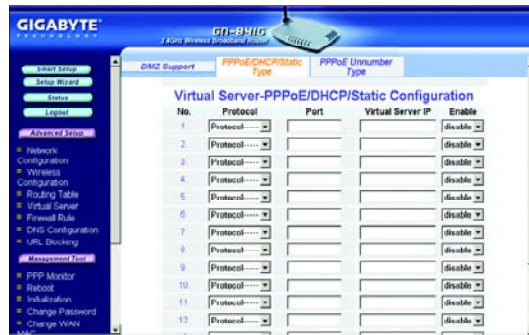 GIGABYTE
TECHNOLOGY
GN-B41G
2.4GHz Wireless Broadband Router
Smart Setup
Setup Wizard
Status
Logout
Advanced Setup
Network Configuration
Wireless Configuration
Routing Table
Virtual Server
Firewall Rule
DNS Configuration
URL Blocking
Management Tool
PPP Monitor
Reboot
Initialization
Change Password
Change WAN
MAC
DMZ Support
PPPoE/DHCP/Static
Type
PPPoE Unnumber
Type
Virtual Server-PPPoE/DHCP/Static Configuration
No. Protocol Port Virtual Server IP Enable
1. Protocol----- disable
2. Protocol----- disable
3. Protocol----- disable
4. Protocol----- disable
5. Protocol----- disable
6. Protocol----- disable
7. Protocol----- disable
8. Protocol----- disable
9. Protocol----- disable
10. Protocol----- disable
11. Protocol----- disable
12. Protocol----- disable